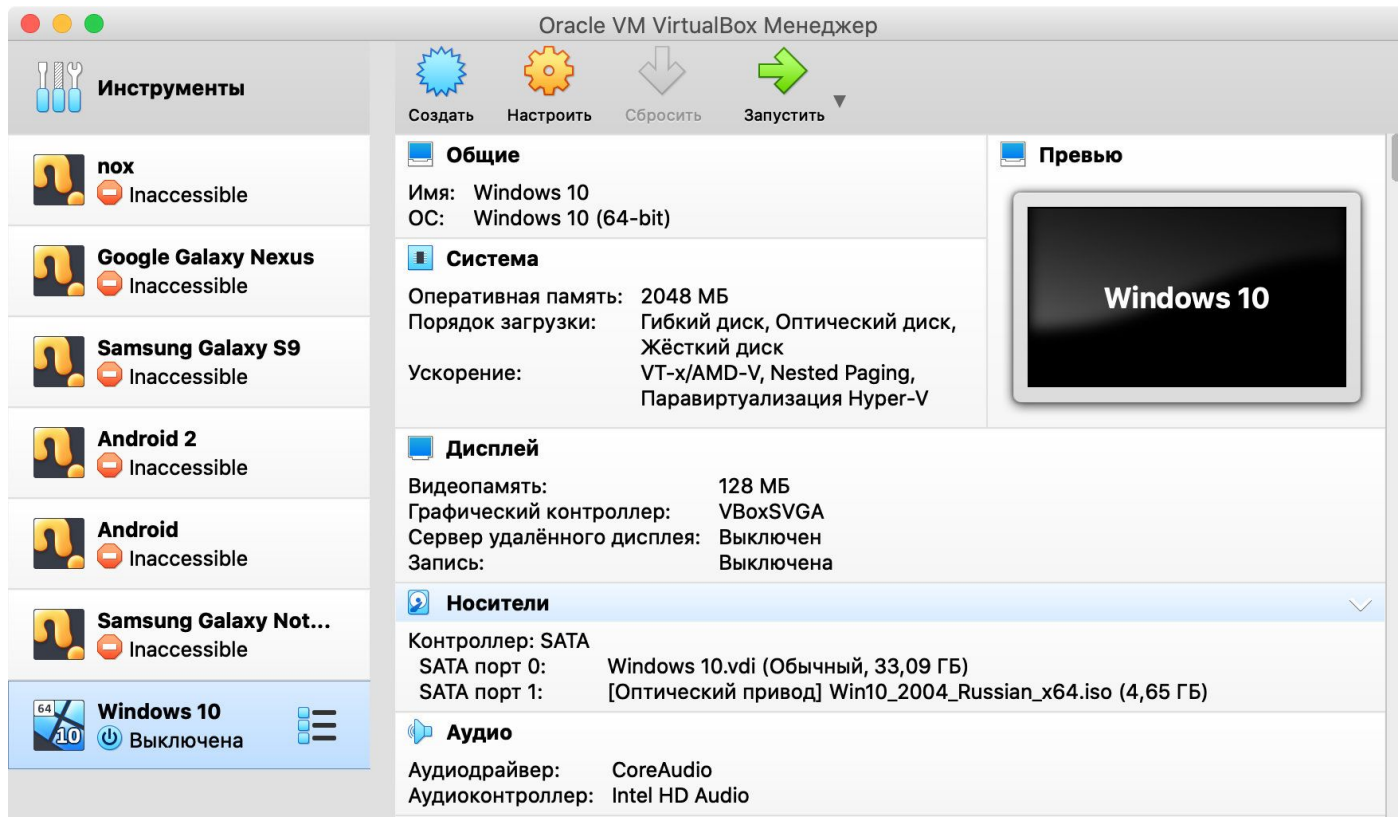 Oracle VM VirtualBox Менеджер
Инструменты
Создать
Настроить
Сбросить
Запустить
nox
Inaccessible
Google Galaxy Nexus
Inaccessible
Samsung Galaxy S9
Inaccessible
Android 2
Inaccessible
Android
Inaccessible
Samsung Galaxy Not...
Inaccessible
64
10
Windows 10
Выключена
Общие
Имя: Windows 10
ОС: Windows 10 (64-bit)
Превью
Windows 10
Система
Оперативная память: 2048 МБ
Порядок загрузки: Гибкий диск, Оптический диск,
Жёсткий диск
Ускорение: VT-x/AMD-V, Nested Paging,
Паравиртуализация Hyper-V
Дисплей
Видеопамять: 128 МБ
Графический контроллер: VBoxSVGA
Сервер удалённого дисплея: Выключен
Запись: Выключена
Носители
Контроллер: SATA
SATA порт 0: Windows 10.vdi (Обычный, 33,09 ГБ)
SATA порт 1: [Оптический привод] Win10_2004_Russian_x64.iso (4,65 ГБ)
Аудио
Аудиодрайвер: CoreAudio
Аудиоконтроллер: Intel HD Audio